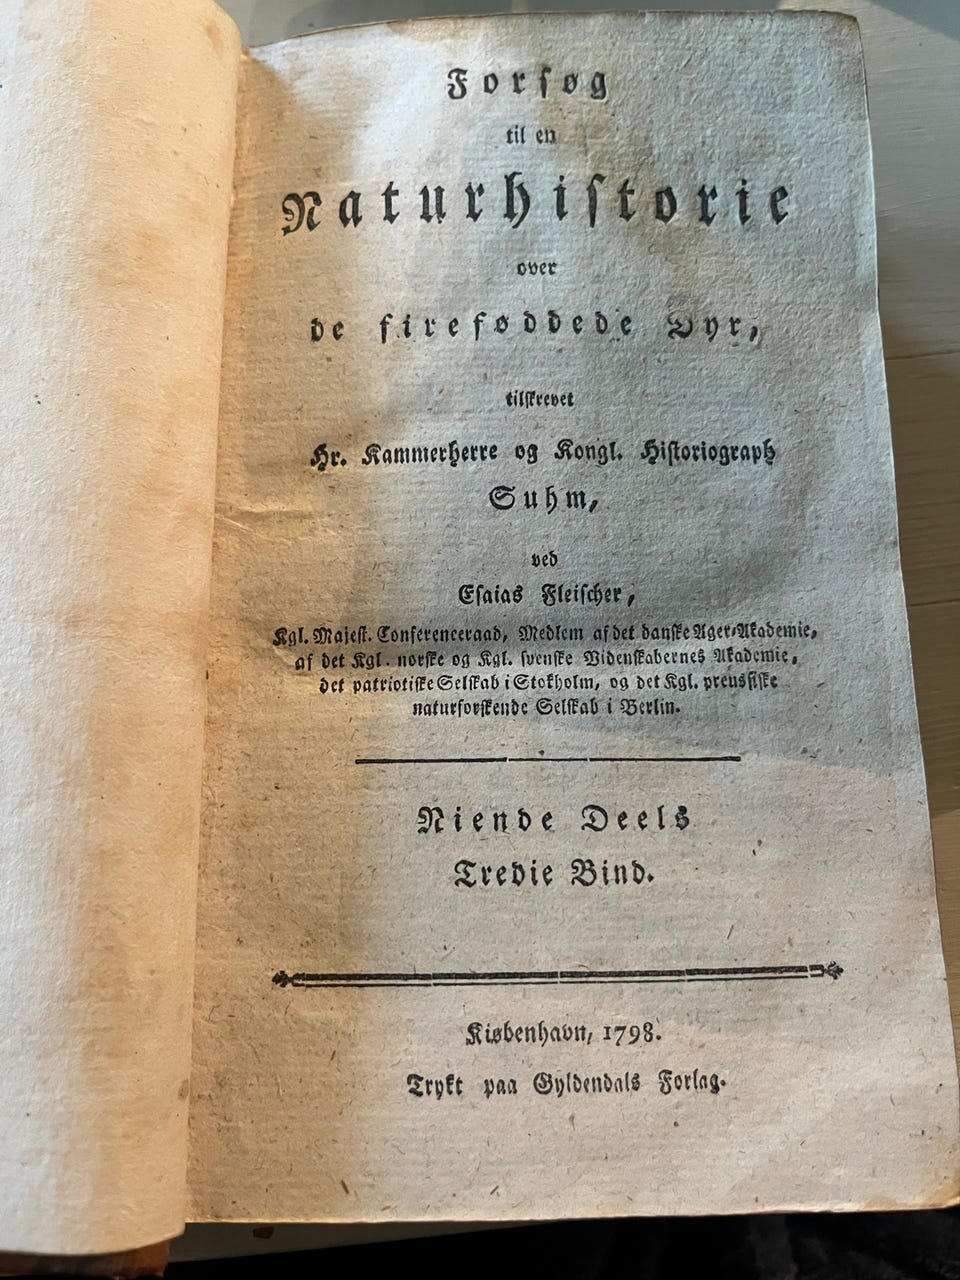 Forsøg
til en
Naturhistorie
over
de fireføddede Dyr,
tilskrevet
Hr. Kammerherre og Kongl. Historiograph
Suhm,
ved
Esaias Fleischer,
Kgl. Majest. Conferenceraad, Medlem af det danske Ager-Akademie,
af det Kgl. norske og Kgl. svenske Videnskabernes Akademie,
det patriotiske Selskab i Stokholm, og det Kgl. preussiske
naturforskende Selskab i Berlin.
Niende Deels
Tredie Bind.
Kiøbenhavn, 1798.
Trykt paa Gyldendals Forlag.